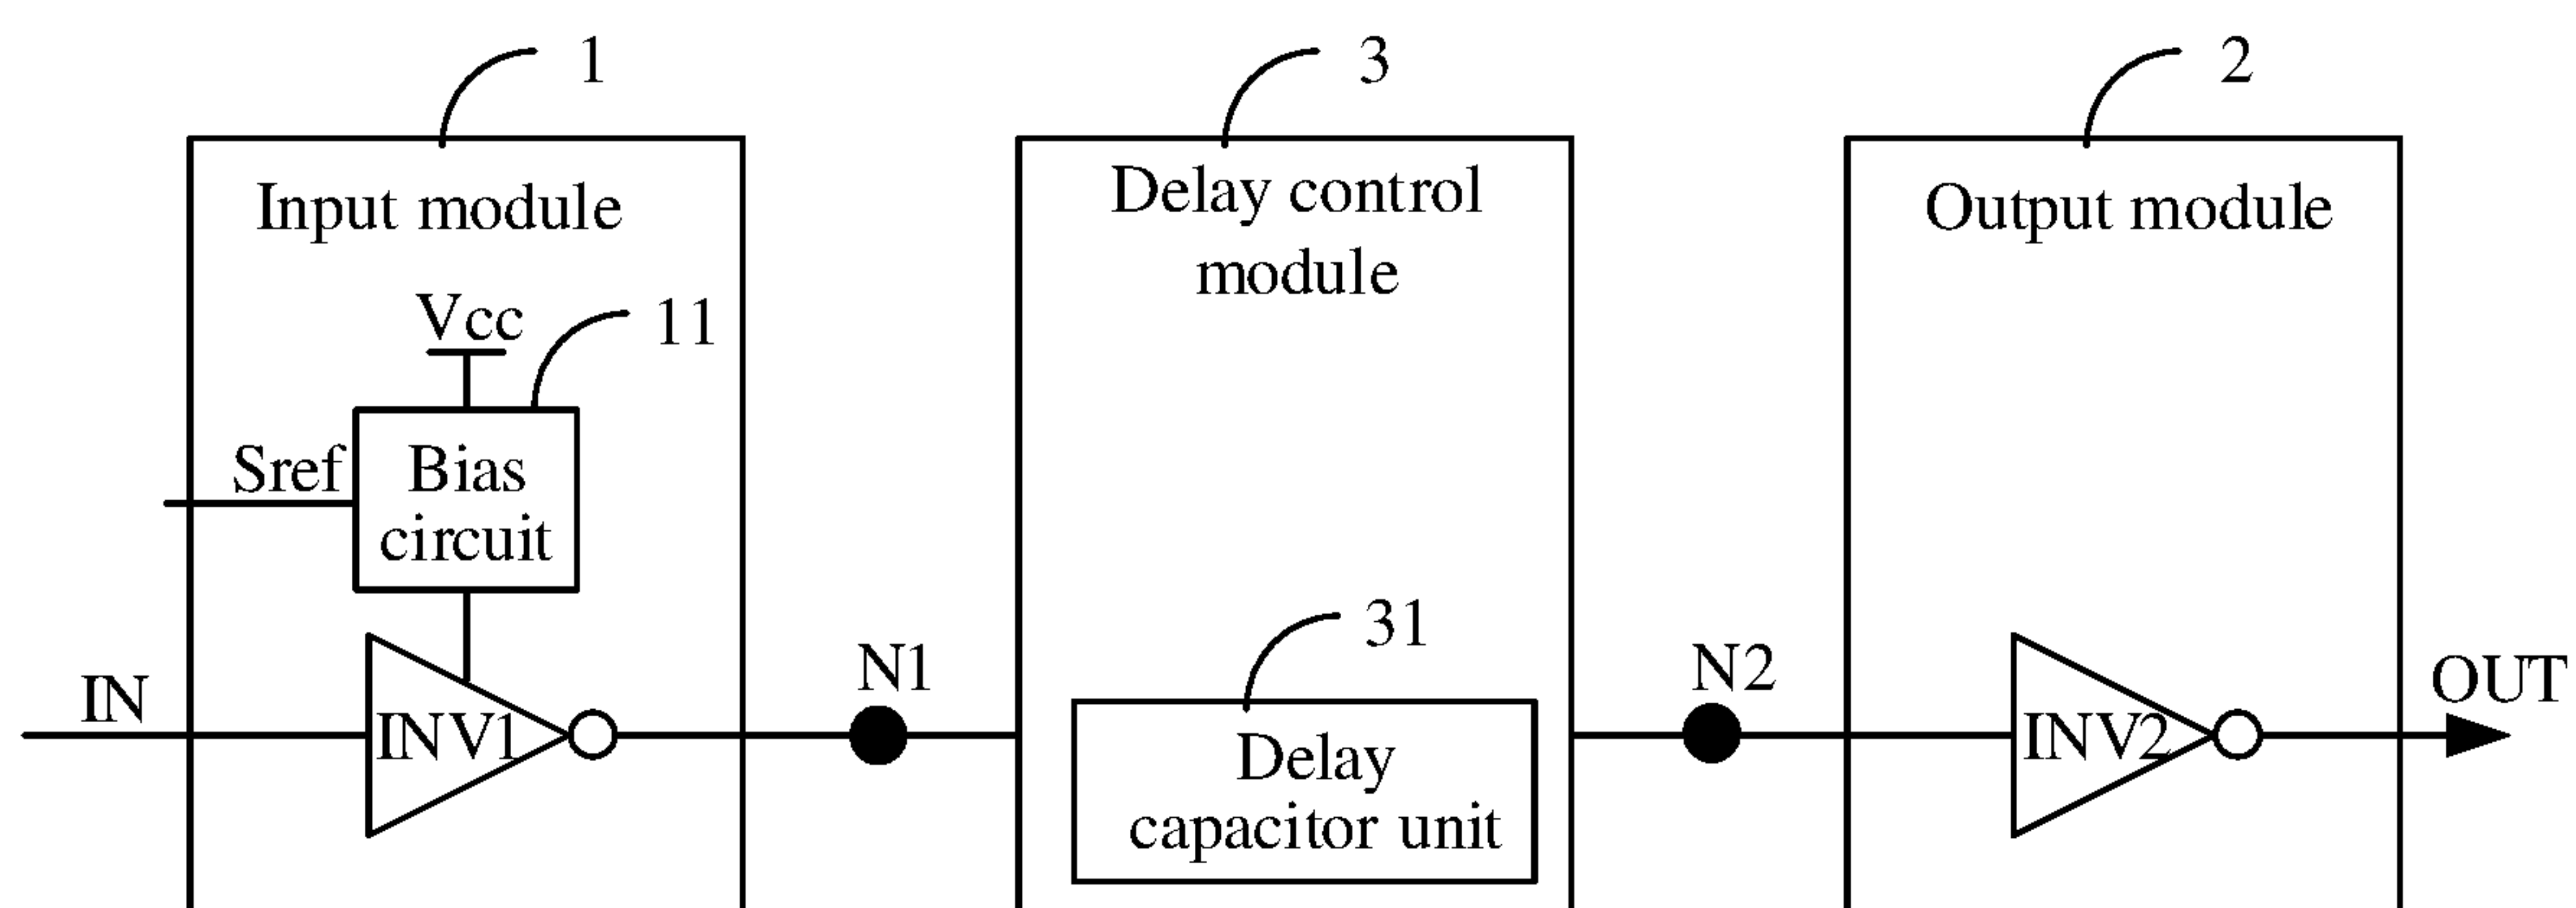 1
3
2
Input module
Delay control
module
Output module
Vcc
11
Sref
Bias
circuit
IN
INV1
N1
31
Delay
capacitor unit
N2
INV2
OUT